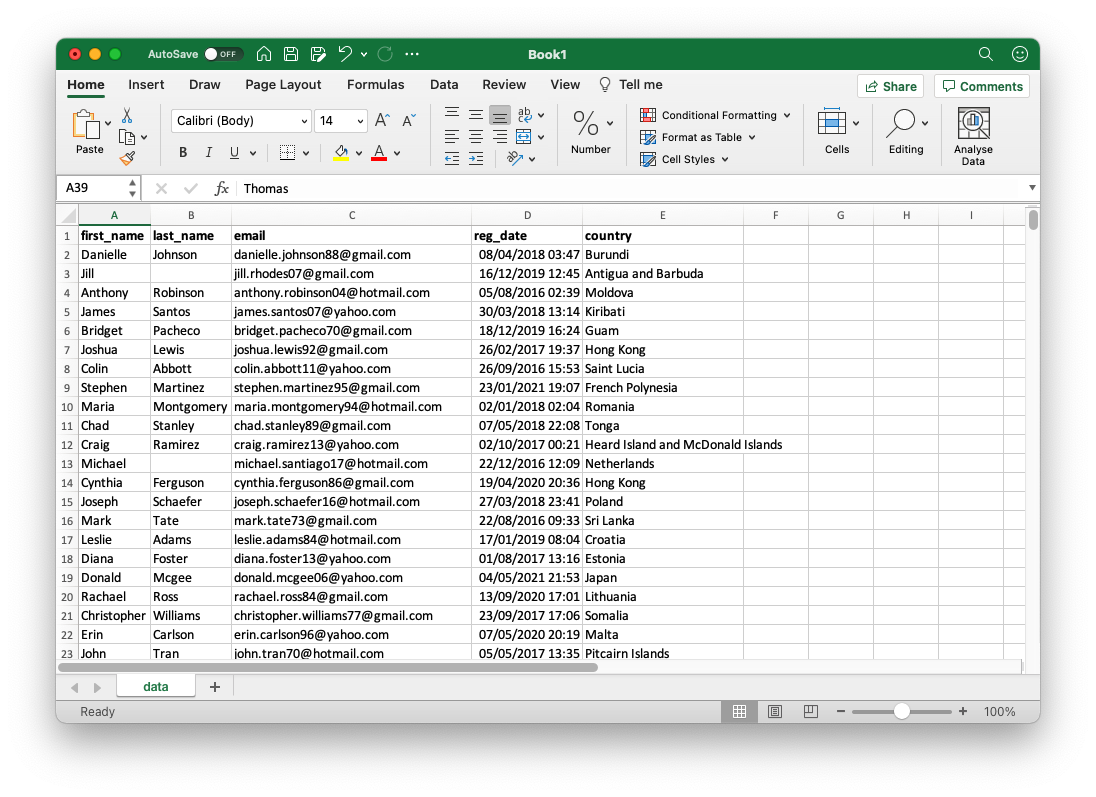 AutoSave OFF Book1
Home Insert Draw Page Layout Formulas Data Review View Tell me Share Comments
Paste Calibri (Body) 14 A A B I U A ab % Number Conditional Formatting Format as Table Cell Styles Cells Editing Analyse Data
A39 fx Thomas
A B C D E F G H I
1 first_name last_name email reg_date country
2 Danielle Johnson danielle.johnson88@gmail.com 08/04/2018 03:47 Burundi
3 Jill jill.rhodes07@gmail.com 16/12/2019 12:45 Antigua and Barbuda
4 Anthony Robinson anthony.robinson04@hotmail.com 05/08/2016 02:39 Moldova
5 James Santos james.santos07@yahoo.com 30/03/2018 13:14 Kiribati
6 Bridget Pacheco bridget.pacheco70@gmail.com 18/12/2019 16:24 Guam
7 Joshua Lewis joshua.lewis92@gmail.com 26/02/2017 19:37 Hong Kong
8 Colin Abbott colin.abbott11@yahoo.com 26/09/2016 15:53 Saint Lucia
9 Stephen Martinez stephen.martinez95@gmail.com 23/01/2021 19:07 French Polynesia
10 Maria Montgomery maria.montgomery94@hotmail.com 02/01/2018 02:04 Romania
11 Chad Stanley chad.stanley89@gmail.com 07/05/2018 22:08 Tonga
12 Craig Ramirez craig.ramirez13@yahoo.com 02/10/2017 00:21 Heard Island and McDonald Islands
13 Michael michael.santiago17@hotmail.com 22/12/2016 12:09 Netherlands
14 Cynthia Ferguson cynthia.ferguson86@gmail.com 19/04/2020 20:36 Hong Kong
15 Joseph Schaefer joseph.schaefer16@hotmail.com 27/03/2018 23:41 Poland
16 Mark Tate mark.tate73@gmail.com 22/08/2016 09:33 Sri Lanka
17 Leslie Adams leslie.adams84@hotmail.com 17/01/2019 08:04 Croatia
18 Diana Foster diana.foster13@yahoo.com 01/08/2017 13:16 Estonia
19 Donald Mcgee donald.mcgee06@yahoo.com 04/05/2021 21:53 Japan
20 Rachael Ross rachael.ross84@gmail.com 13/09/2020 17:01 Lithuania
21 Christopher Williams christopher.williams77@gmail.com 23/09/2017 17:06 Somalia
22 Erin Carlson erin.carlson96@yahoo.com 07/05/2020 20:19 Malta
23 John Tran john.tran70@hotmail.com 05/05/2017 13:35 Pitcairn Islands
data +
Ready − + 100%